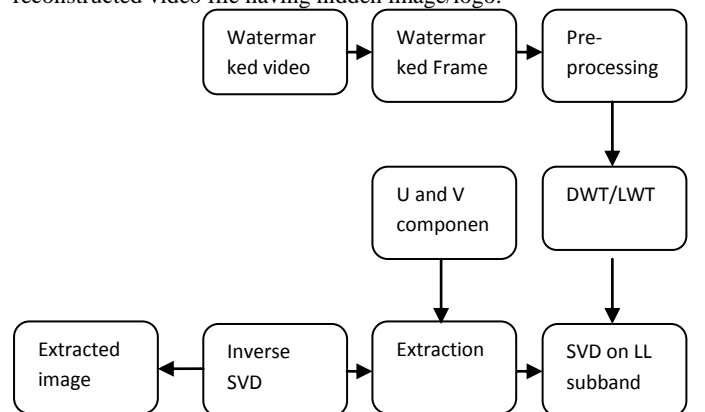 reconstructed video file having hidden image/logo.
Watermar
ked video
Watermar
ked Frame
Pre-
processing
U and V
componen
DWT/LWT
Extracted
image
Inverse
SVD
Extraction
SVD on LL
subband